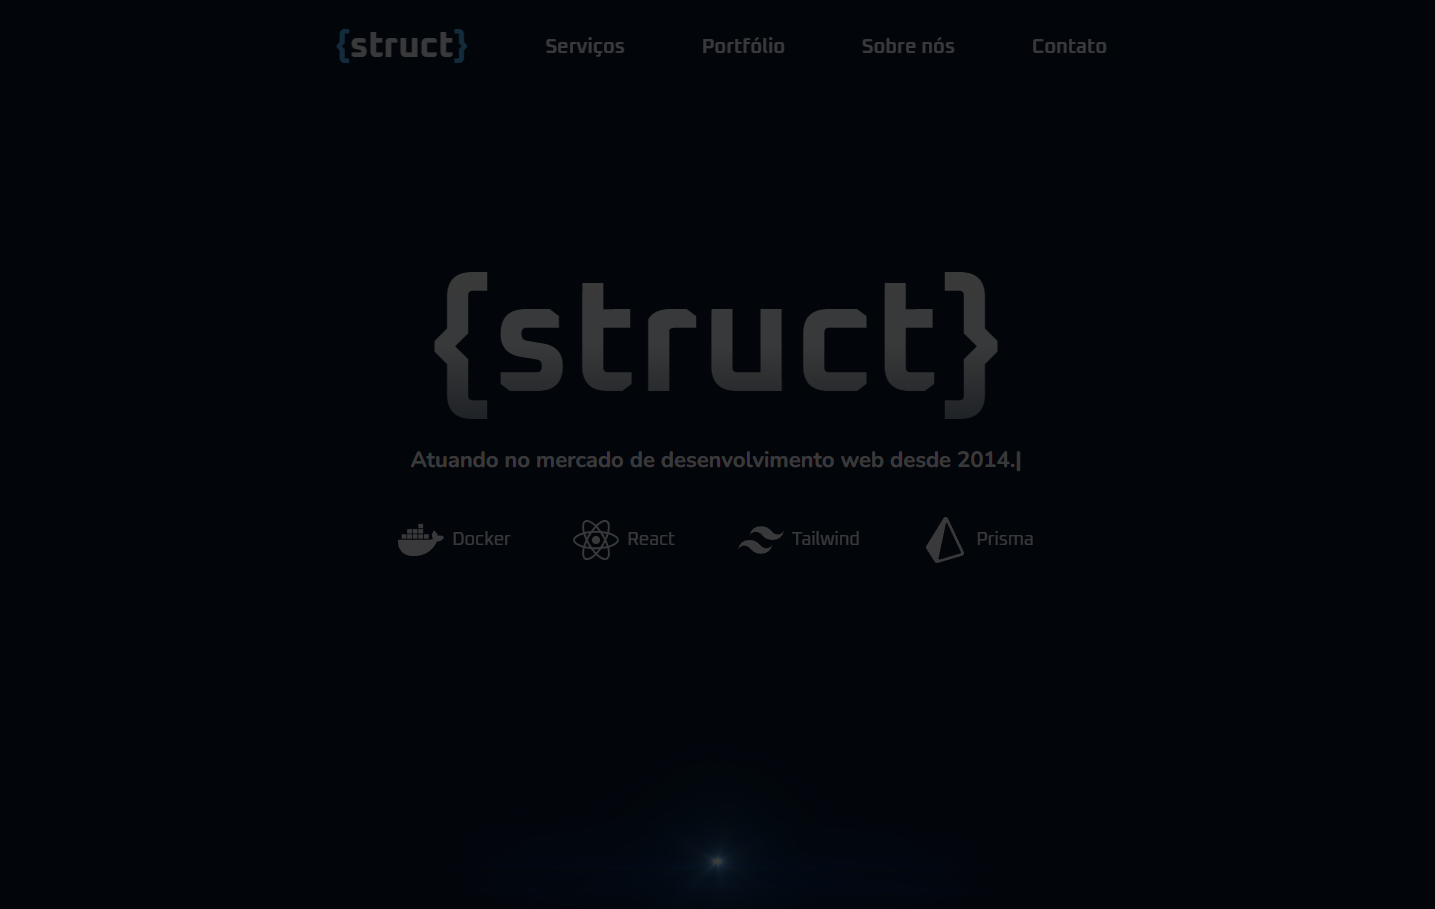 {struct} Serviços Portfólio Sobre nós Contato
{struct}
Atuando no mercado de desenvolvimento web desde 2014.|
Docker React Tailwind Prisma